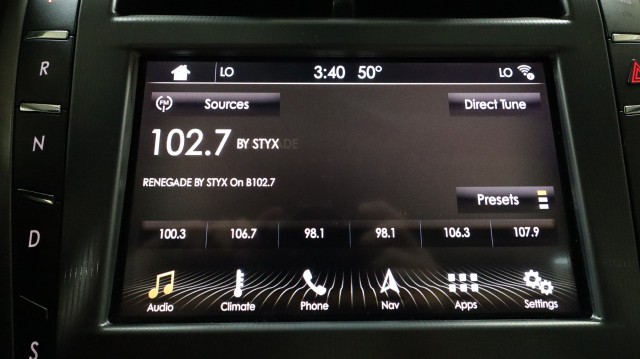 R
N
D
S
LO 3:40 50° LO
FM Sources Direct Tune
102.7 BY STYX
RENEGADE BY STYX On B102.7
Presets
100.3 106.7 98.1 98.1 106.3 107.9
Audio Climate Phone Nav Apps Settings